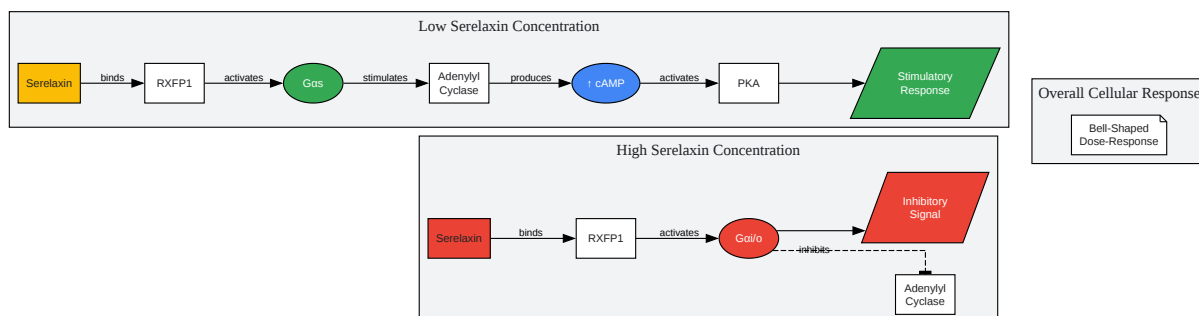 Low Serelaxin Concentration
Serelaxin
binds
RXFP1
activates
Gαs
stimulates
Adenylyl
Cyclase
produces
↑ cAMP
activates
PKA
Stimulatory
Response
Overall Cellular Response
Bell-Shaped
Dose-Response
High Serelaxin Concentration
Serelaxin
binds
RXFP1
activates
Gαi/o
Inhibitory
Signal
inhibits
Adenylyl
Cyclase